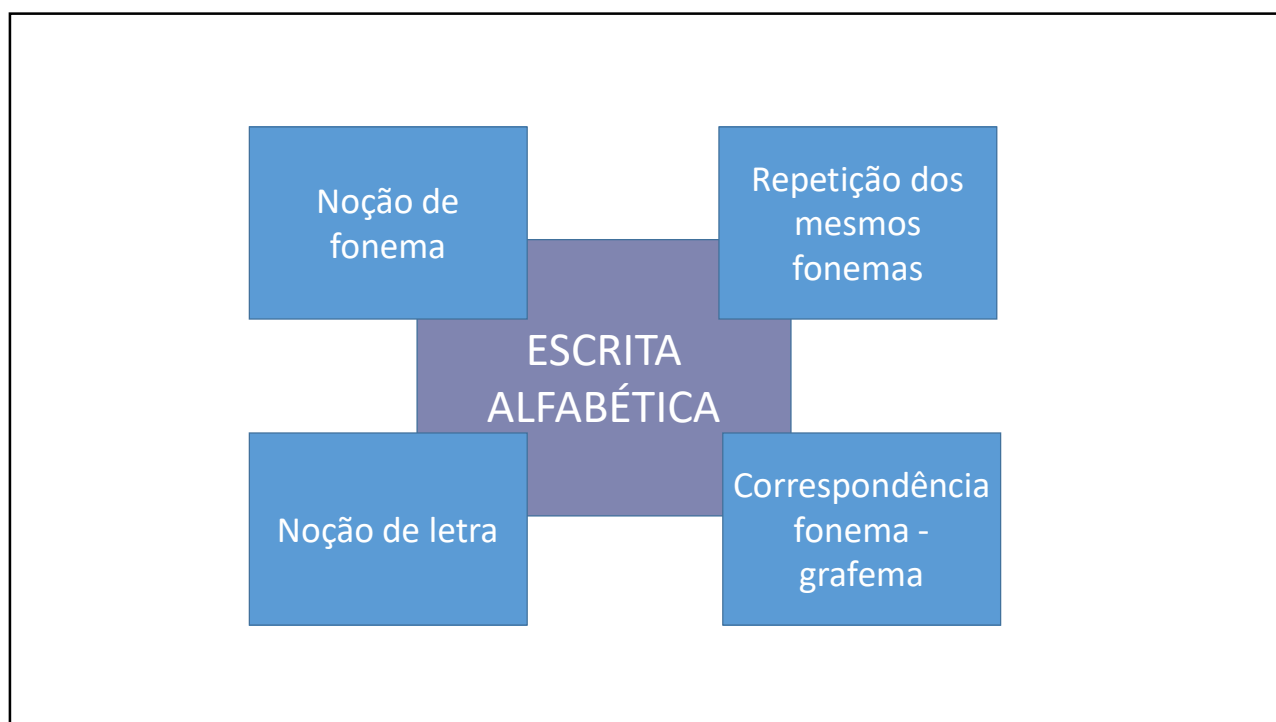 Noção de
fonema
Repetição dos
mesmos
fonemas
ESCRITA
ALFABÉTICA
Noção de letra
Correspondência
fonema -
grafema